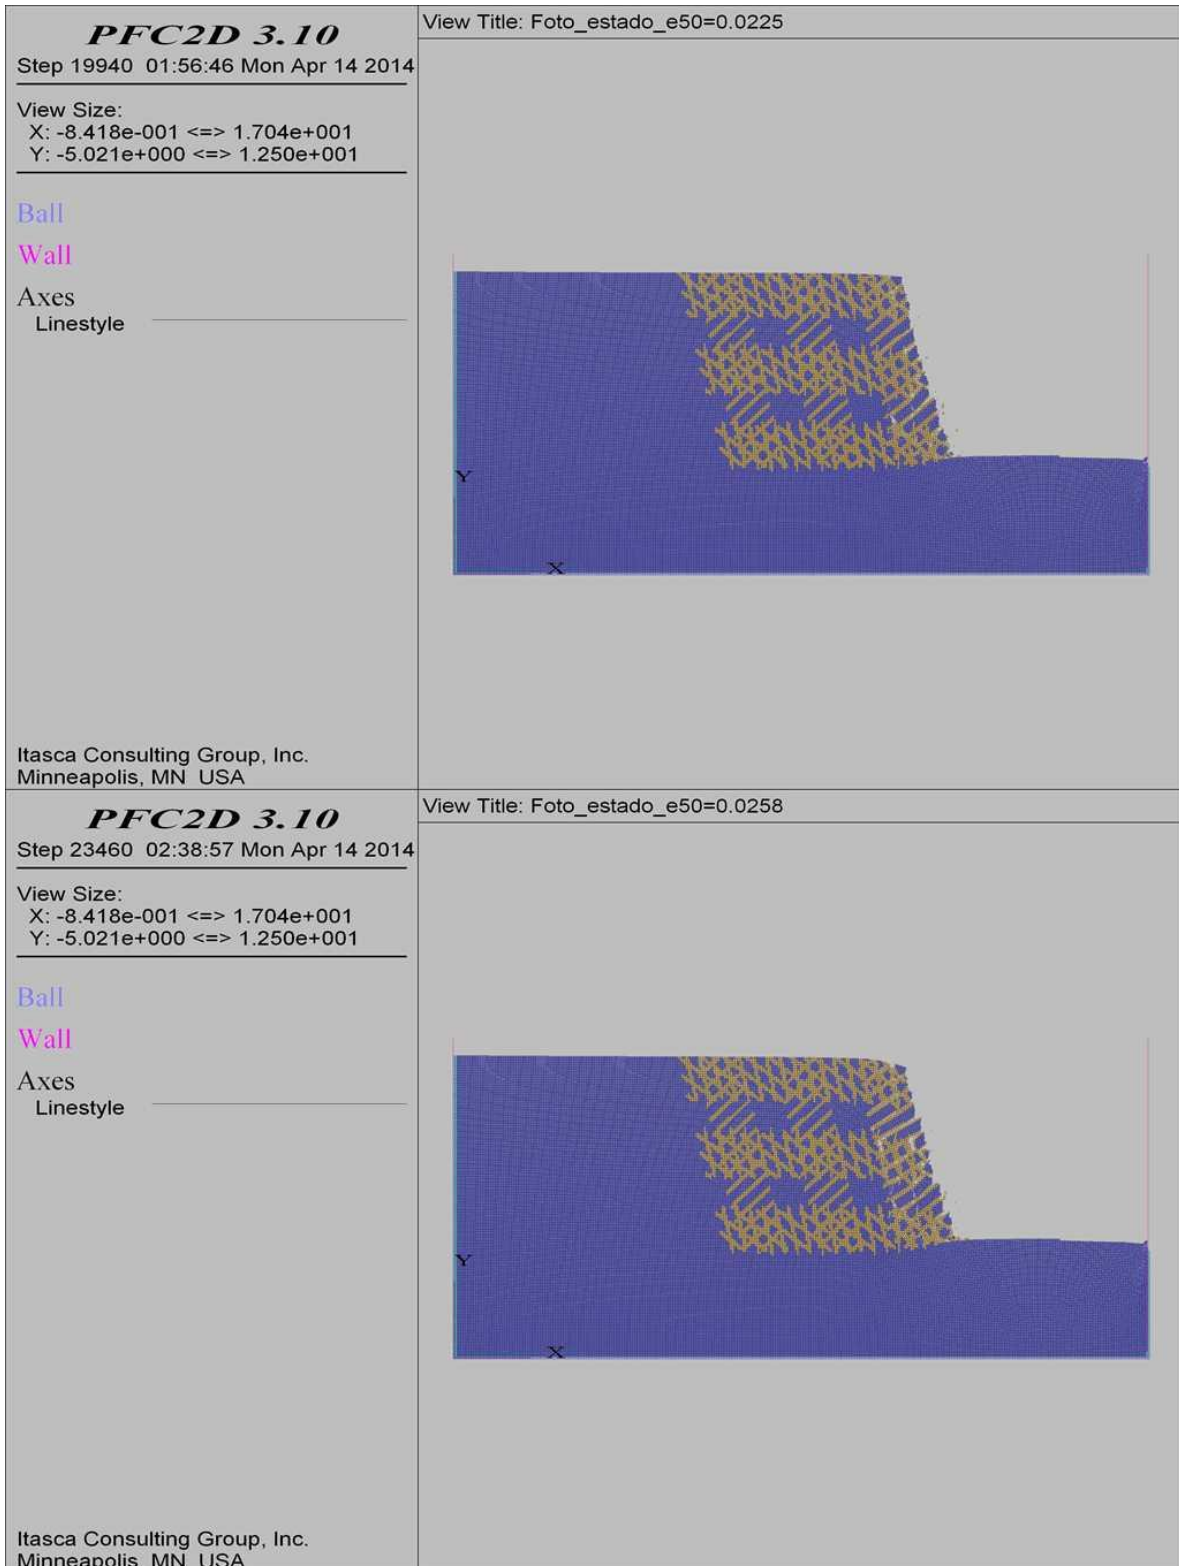 PFC2D 3.10
Step 19940 01:56:46 Mon Apr 14 2014
View Size:
X: -8.418e-001 <=> 1.704e+001
Y: -5.021e+000 <=> 1.250e+001
Ball
Wall
Axes
Linestyle
Itasca Consulting Group, Inc.
Minneapolis, MN USA
View Title: Foto_estado_e50=0.0225
Y
X
PFC2D 3.10
Step 23460 02:38:57 Mon Apr 14 2014
View Size:
X: -8.418e-001 <=> 1.704e+001
Y: -5.021e+000 <=> 1.250e+001
Ball
Wall
Axes
Linestyle
Itasca Consulting Group, Inc.
Minneapolis, MN USA
View Title: Foto_estado_e50=0.0258
Y
X